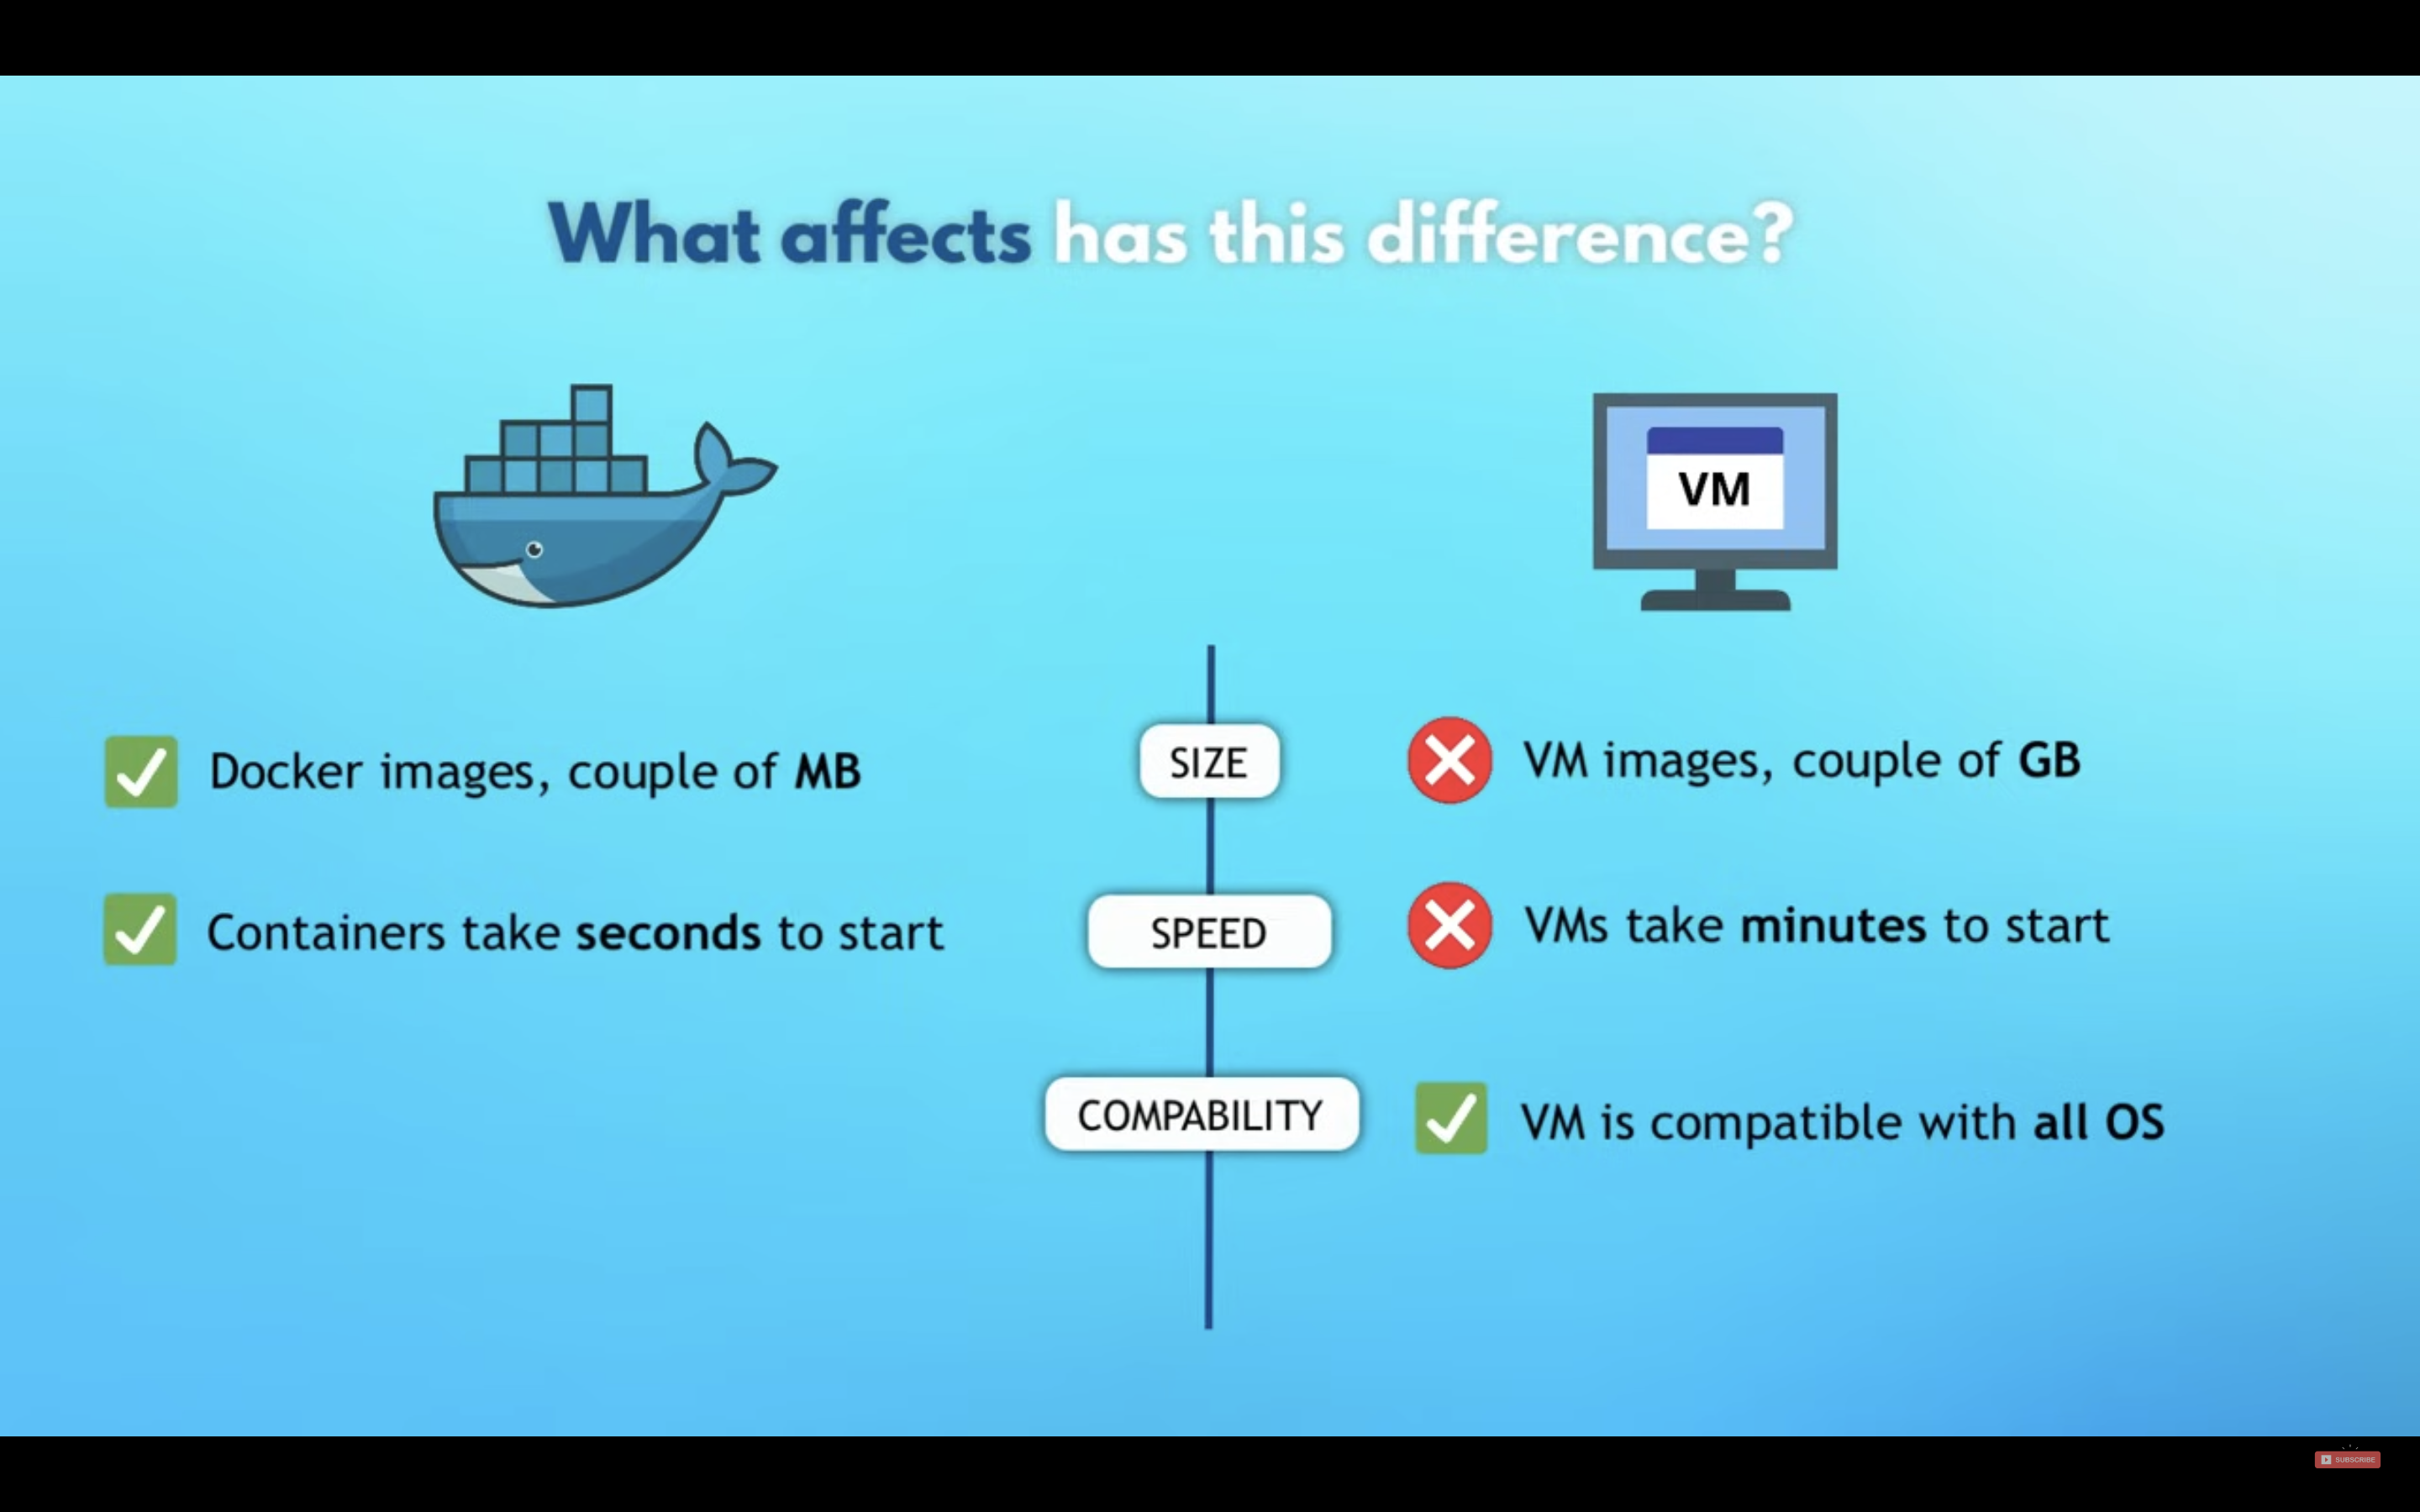 What affects has this difference?
VM
SIZE
Docker images, couple of MB
VM images, couple of GB
SPEED
Containers take seconds to start
VMs take minutes to start
COMPABILITY
VM is compatible with all OS
SUBSCRIBE